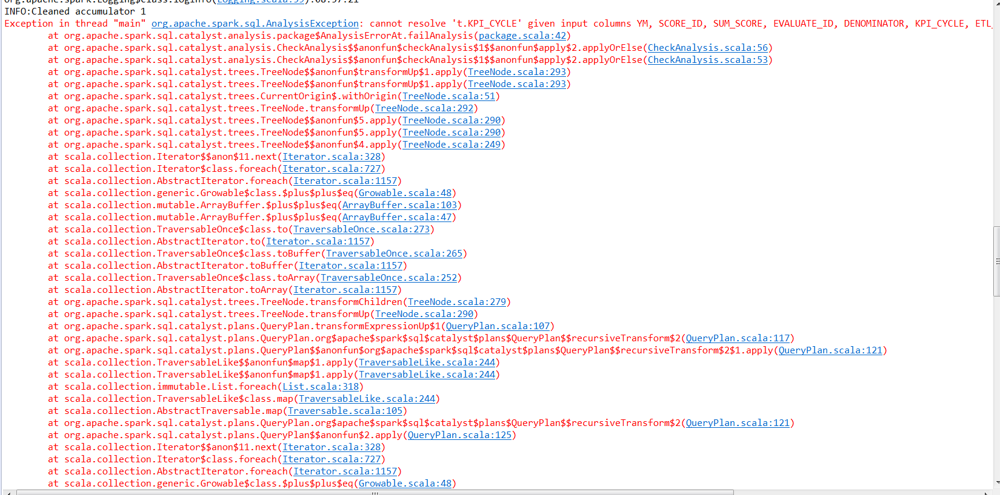 org.apache.spark.Logging$class.logInfo(Logging.scala:59):08:57:21
INFO:Cleaned accumulator 1
Exception in thread "main" org.apache.spark.sql.AnalysisException: cannot resolve 't.KPI_CYCLE' given input columns YM, SCORE_ID, SUM_SCORE, EVALUATE_ID, DENOMINATOR, KPI_CYCLE, ETL_
at org.apache.spark.sql.catalyst.analysis.package$AnalysisErrorAt.failAnalysis(package.scala:42)
at org.apache.spark.sql.catalyst.analysis.CheckAnalysis$$anonfun$checkAnalysis$1$$anonfun$apply$2.applyOrElse(CheckAnalysis.scala:56)
at org.apache.spark.sql.catalyst.analysis.CheckAnalysis$$anonfun$checkAnalysis$1$$anonfun$apply$2.applyOrElse(CheckAnalysis.scala:53)
at org.apache.spark.sql.catalyst.trees.TreeNode$$anonfun$transformUp$1.apply(TreeNode.scala:293)
at org.apache.spark.sql.catalyst.trees.TreeNode$$anonfun$transformUp$1.apply(TreeNode.scala:293)
at org.apache.spark.sql.catalyst.trees.CurrentOrigin$.withOrigin(TreeNode.scala:51)
at org.apache.spark.sql.catalyst.trees.TreeNode.transformUp(TreeNode.scala:292)
at org.apache.spark.sql.catalyst.trees.TreeNode$$anonfun$5.apply(TreeNode.scala:290)
at org.apache.spark.sql.catalyst.trees.TreeNode$$anonfun$5.apply(TreeNode.scala:290)
at org.apache.spark.sql.catalyst.trees.TreeNode$$anonfun$4.apply(TreeNode.scala:249)
at scala.collection.Iterator$$anon$11.next(Iterator.scala:328)
at scala.collection.Iterator$class.foreach(Iterator.scala:727)
at scala.collection.AbstractIterator.foreach(Iterator.scala:1157)
at scala.collection.generic.Growable$class.$plus$plus$eq(Growable.scala:48)
at scala.collection.mutable.ArrayBuffer.$plus$plus$eq(ArrayBuffer.scala:103)
at scala.collection.mutable.ArrayBuffer.$plus$plus$eq(ArrayBuffer.scala:47)
at scala.collection.TraversableOnce$class.to(TraversableOnce.scala:273)
at scala.collection.AbstractIterator.to(Iterator.scala:1157)
at scala.collection.TraversableOnce$class.toBuffer(TraversableOnce.scala:265)
at scala.collection.AbstractIterator.toBuffer(Iterator.scala:1157)
at scala.collection.TraversableOnce$class.toArray(TraversableOnce.scala:252)
at scala.collection.AbstractIterator.toArray(Iterator.scala:1157)
at org.apache.spark.sql.catalyst.trees.TreeNode.transformChildren(TreeNode.scala:279)
at org.apache.spark.sql.catalyst.trees.TreeNode.transformUp(TreeNode.scala:290)
at org.apache.spark.sql.catalyst.plans.QueryPlan.transformExpressionUp$1(QueryPlan.scala:107)
at org.apache.spark.sql.catalyst.plans.QueryPlan.org$apache$spark$sql$catalyst$plans$QueryPlan$$recursiveTransform$2(QueryPlan.scala:117)
at org.apache.spark.sql.catalyst.plans.QueryPlan$$anonfun$org$apache$spark$sql$catalyst$plans$QueryPlan$$recursiveTransform$2$1.apply(QueryPlan.scala:121)
at scala.collection.TraversableLike$$anonfun$map$1.apply(TraversableLike.scala:244)
at scala.collection.TraversableLike$$anonfun$map$1.apply(TraversableLike.scala:244)
at scala.collection.immutable.List.foreach(List.scala:318)
at scala.collection.TraversableLike$class.map(TraversableLike.scala:244)
at scala.collection.AbstractTraversable.map(Traversable.scala:105)
at org.apache.spark.sql.catalyst.plans.QueryPlan.org$apache$spark$sql$catalyst$plans$QueryPlan$$recursiveTransform$2(QueryPlan.scala:121)
at org.apache.spark.sql.catalyst.plans.QueryPlan$$anonfun$2.apply(QueryPlan.scala:125)
at scala.collection.Iterator$$anon$11.next(Iterator.scala:328)
at scala.collection.Iterator$class.foreach(Iterator.scala:727)
at scala.collection.AbstractIterator.foreach(Iterator.scala:1157)
at scala.collection.generic.Growable$class.$plus$plus$eq(Growable.scala:48)